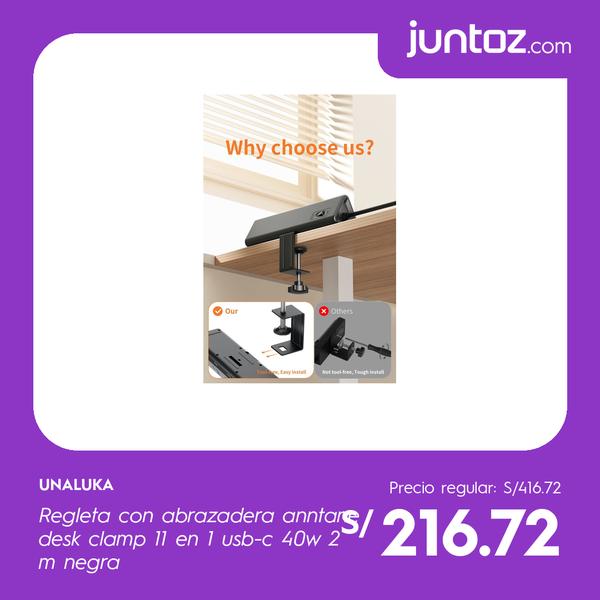 juntoz.com
Why choose us?
Our
Others
Tool-free, Easy Install
Not tool-free, Tough Install
UNALUKA
Precio regular: S/416.72
Regleta con abrazadera anntane
desk clamp 11 en 1 usb-c 40w 2
m negra
S/ 216.72